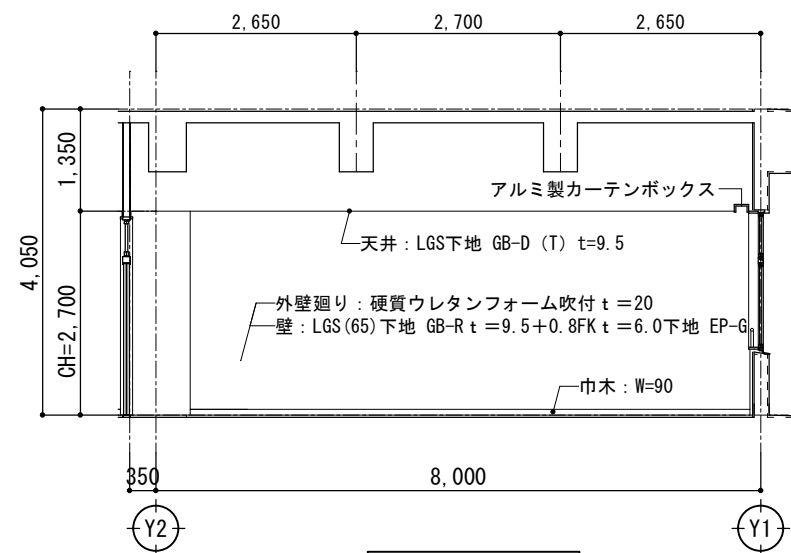 2,650
2,700
2,650
1,350
アルミ製カーテンボックス
天井：LGS下地 GB-D (T) t=9.5
4,050
CH=2,700
外壁廻り：硬質ウレタンフォーム吹付ｔ＝20
壁：LGS(65)下地 GB-Rｔ＝9.5＋0.8FKｔ＝6.0下地 EP-G
巾木：W=90
350
8,000
Y2
Y1